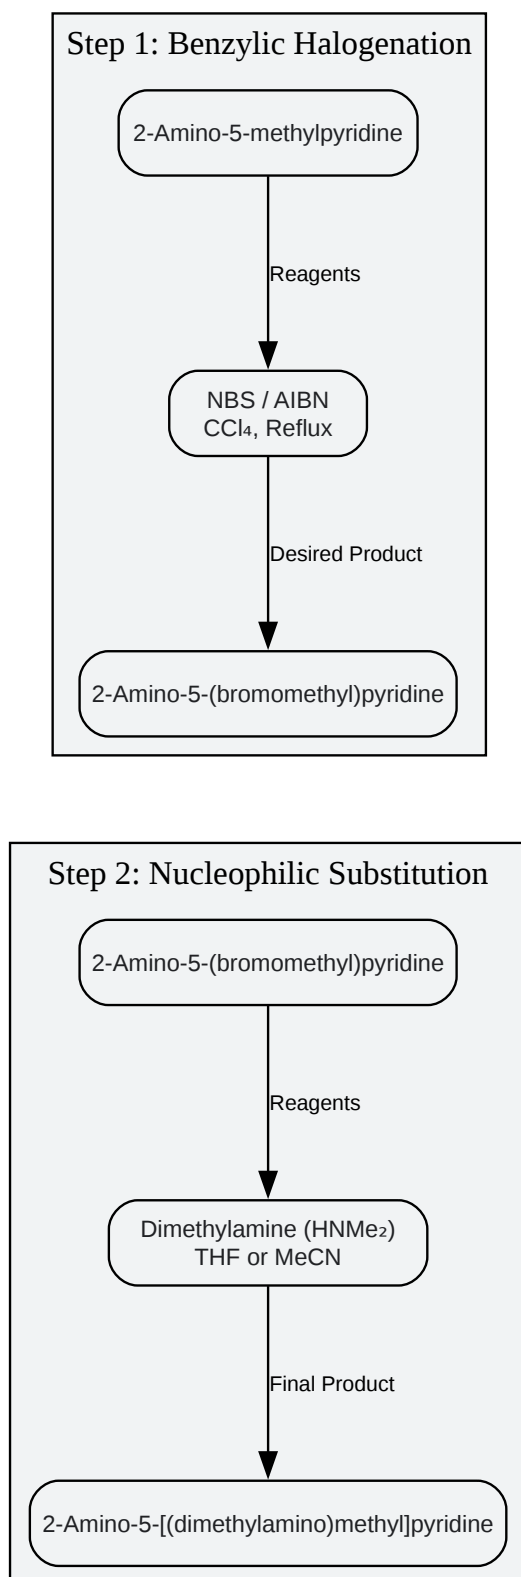 Step 1: Benzylic Halogenation
2-Amino-5-methylpyridine
Reagents
NBS / AIBN
CCl₄, Reflux
Desired Product
2-Amino-5-(bromomethyl)pyridine
Step 2: Nucleophilic Substitution
2-Amino-5-(bromomethyl)pyridine
Reagents
Dimethylamine (HNMe₂)
THF or MeCN
Final Product
2-Amino-5-[(dimethylamino)methyl]pyridine